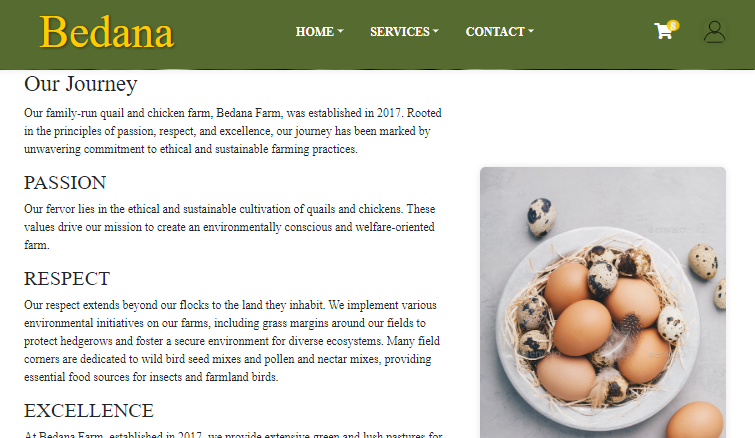 Bedana
HOME
SERVICES
CONTACT
8
Our Journey
Our family-run quail and chicken farm, Bedana Farm, was established in 2017. Rooted
in the principles of passion, respect, and excellence, our journey has been marked by
unwavering commitment to ethical and sustainable farming practices.
PASSION
Our fervor lies in the ethical and sustainable cultivation of quails and chickens. These
values drive our mission to create an environmentally conscious and welfare-oriented
farm.
RESPECT
Our respect extends beyond our flocks to the land they inhabit. We implement various
environmental initiatives on our farms, including grass margins around our fields to
protect hedgerows and foster a secure environment for diverse ecosystems. Many field
corners are dedicated to wild bird seed mixes and pollen and nectar mixes, providing
essential food sources for insects and farmland birds.
EXCELLENCE
At Bedana Farm, established in 2017, we provide extensive green and lush pastures for